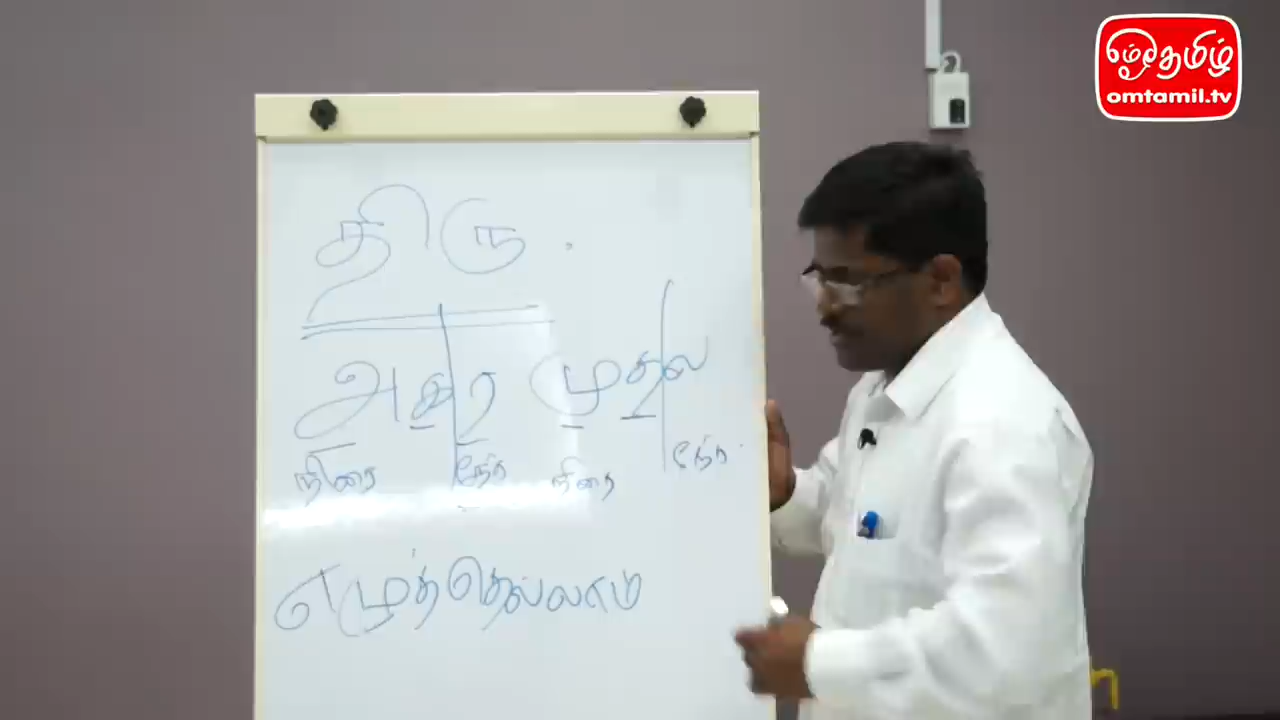 ஓம்தமிழ்
omtamil.tv
திரு.
அகர முதல
நிரை நேர் நிரை நேர்
எழுத்தெல்லாம்